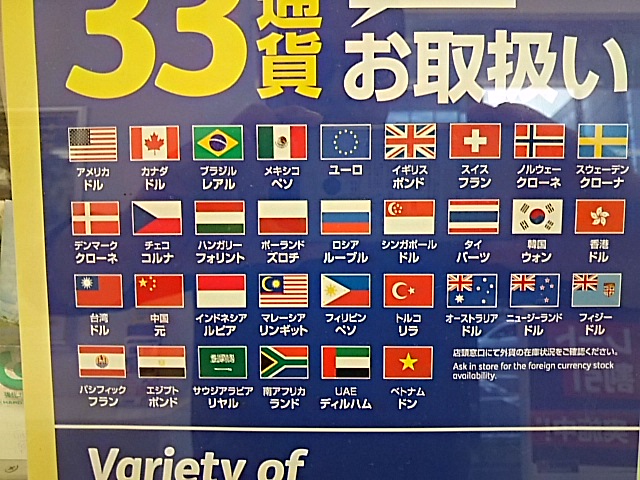 33通貨
お取扱い
アメリカ
ドル
カナダ
ドル
ブラジル
レアル
メキシコ
ペソ
ユーロ
イギリス
ポンド
スイス
フラン
ノルウェー
クローネ
スウェーデン
クローナ
デンマーク
クローネ
チェコ
コルナ
ハンガリー
フォリント
ポーランド
ズロチ
ロシア
ルーブル
シンガポール
ドル
タイ
バーツ
韓国
ウォン
香港
ドル
台湾
ドル
中国
元
インドネシア
ルピア
マレーシア
リンギット
フィリピン
ペソ
トルコ
リラ
オーストラリア
ドル
ニュージーランド
ドル
フィジー
ドル
パシフィック
フラン
エジプト
ポンド
サウジアラビア
リヤル
南アフリカ
ランド
UAE
ディルハム
ベトナム
ドン
店頭窓口にて外貨の在庫状況をご確認ください。
Ask in store for the foreign currency stock
availability.
Variety of